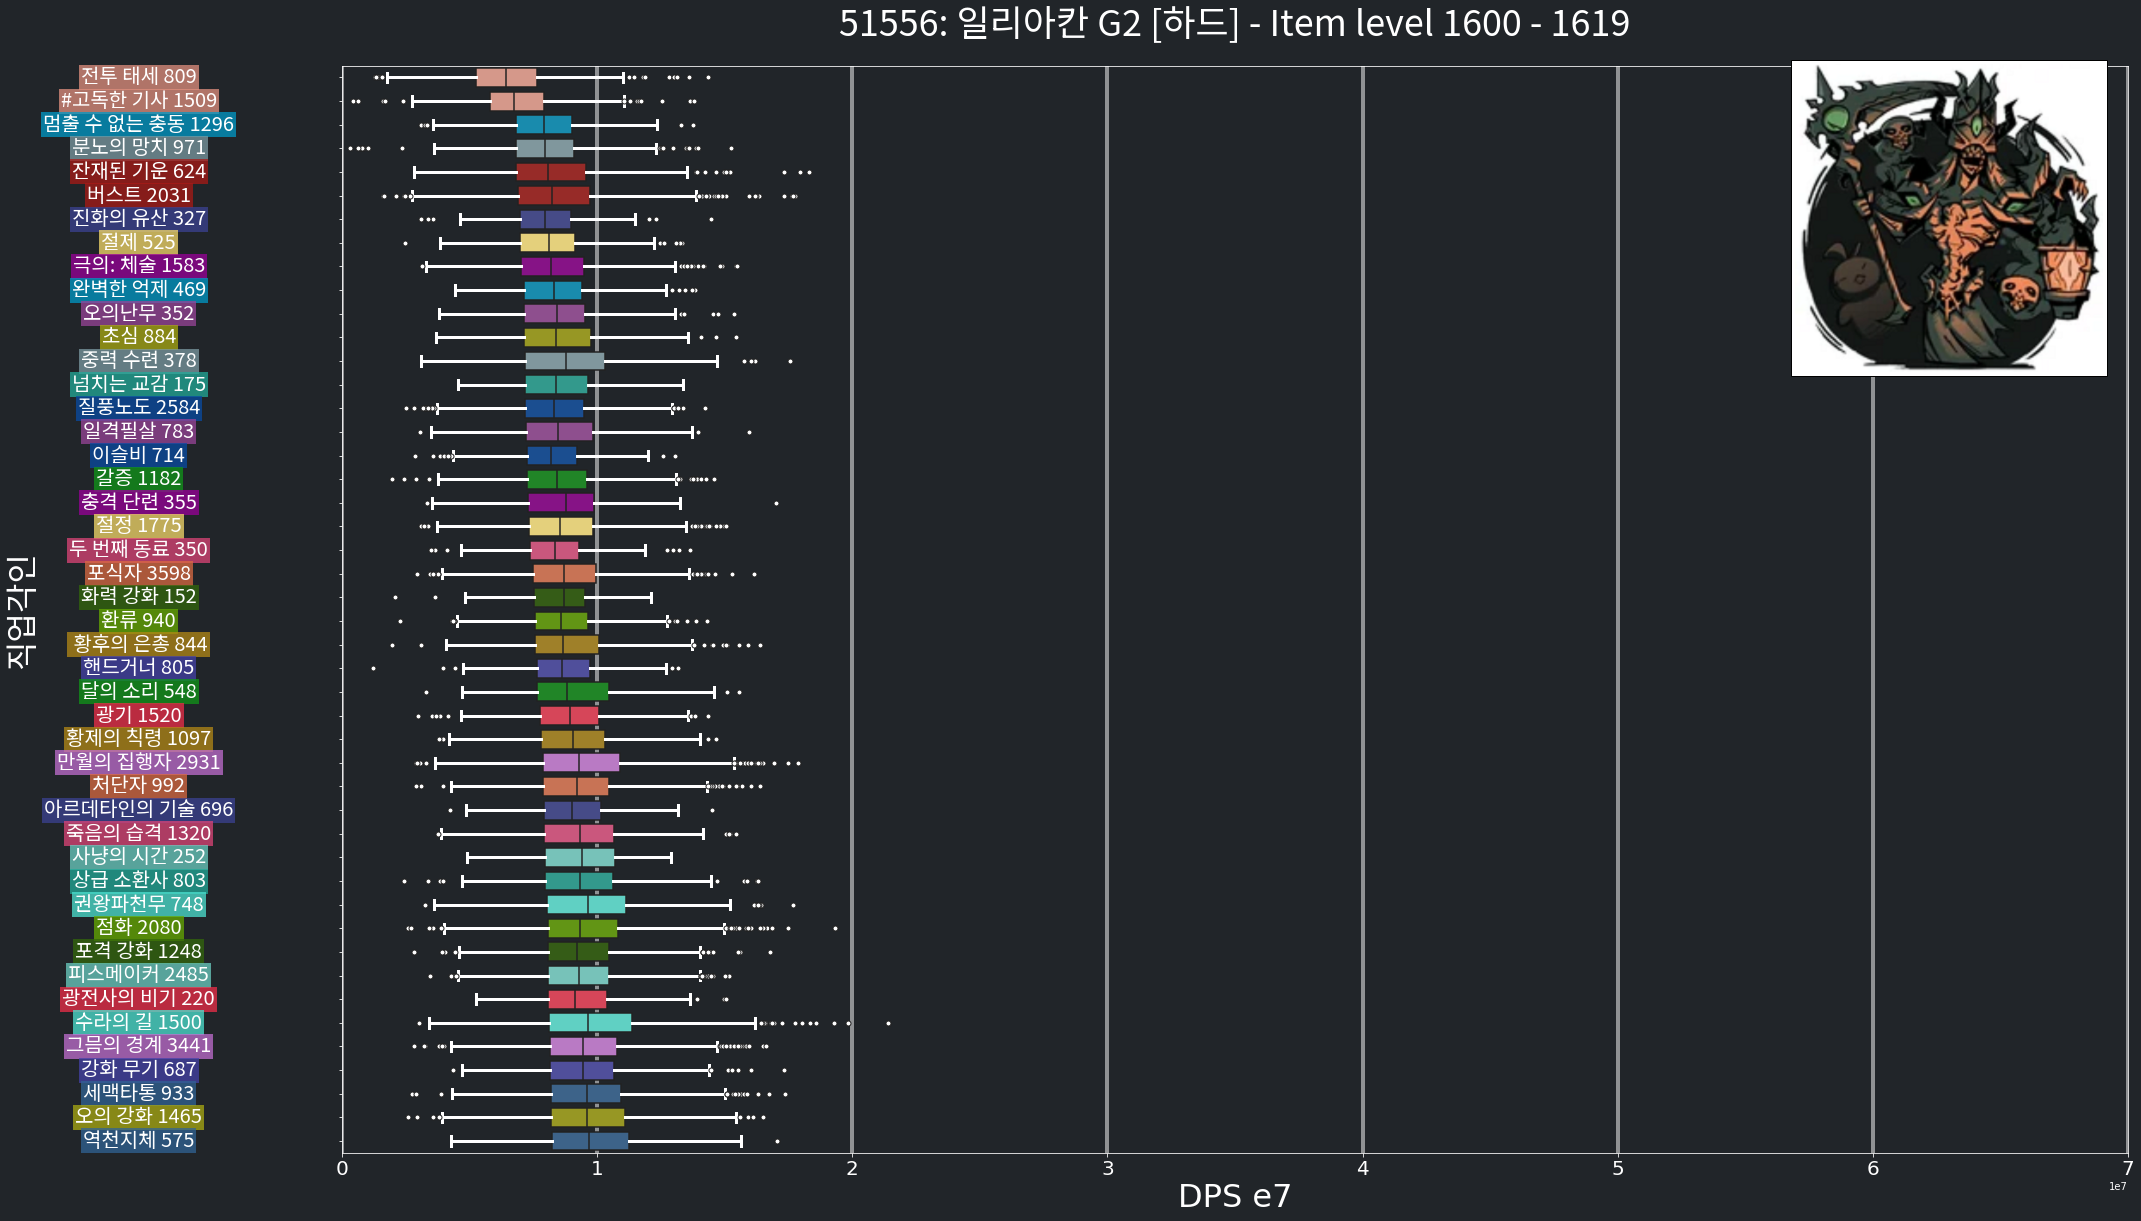 51556: 일리아칸 G2 [하드] - Item level 1600 - 1619
직업각인
전투 태세 809
#고독한 기사 1509
멈출 수 없는 충동 1296
분노의 망치 971
잔재된 기운 624
버스트 2031
진화의 유산 327
절제 525
극의: 체술 1583
완벽한 억제 469
오의난무 352
초심 884
중력 수련 378
넘치는 교감 175
질풍노도 2584
일격필살 783
이슬비 714
갈증 1182
충격 단련 355
절정 1775
두 번째 동료 350
포식자 3598
화력 강화 152
환류 940
황후의 은총 844
핸드거너 805
달의 소리 548
광기 1520
황제의 칙령 1097
만월의 집행자 2931
처단자 992
아르데타인의 기술 696
죽음의 습격 1320
사냥의 시간 252
상급 소환사 803
권왕파천무 748
점화 2080
포격 강화 1248
피스메이커 2485
광전사의 비기 220
수라의 길 1500
그믐의 경계 3441
강화 무기 687
세맥타통 933
오의 강화 1465
역천지체 575
0 1 2 3 4 5 6 7
DPS e7
1e7